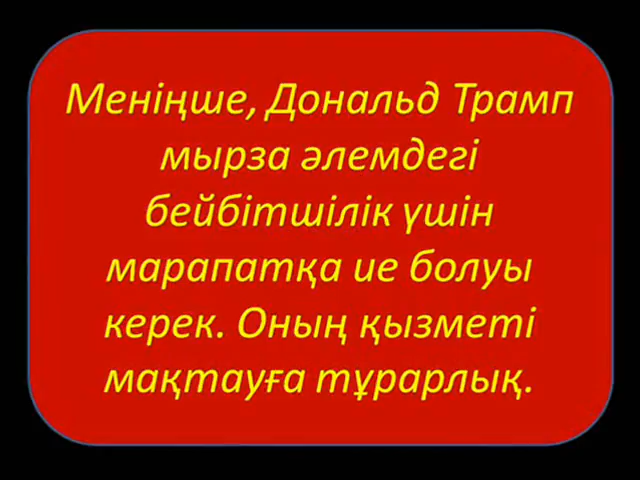 Меніңше, Дональд Трамп
мырза әлемдегі
бейбітшілік үшін
марапатқа ие болуы
керек. Оның қызметі
мақтауға тұрарлық.